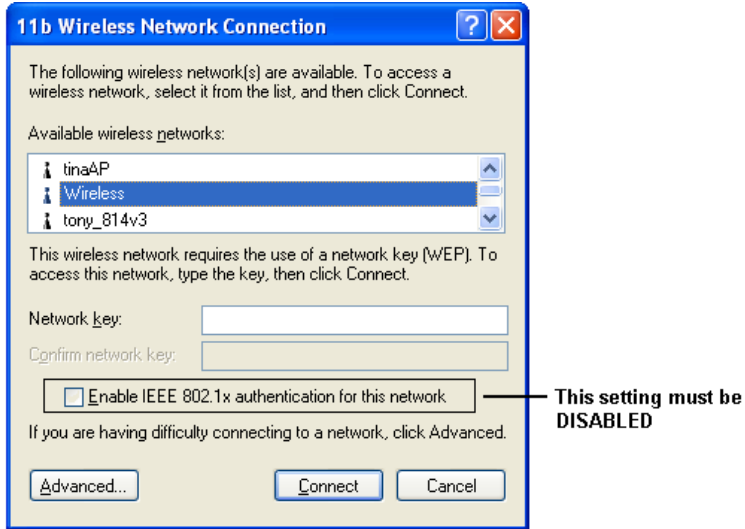 11b Wireless Network Connection
The following wireless network(s) are available. To access a
wireless network, select it from the list, and then click Connect.
Available wireless networks:
tinaAP
Wireless
tony_814v3
This wireless network requires the use of a network key (WEP). To
access this network, type the key, then click Connect.
Network key:
Confirm network key:
Enable IEEE 802.1x authentication for this network
This setting must be
DISABLED
If you are having difficulty connecting to a network, click Advanced.
Advanced... Connect Cancel